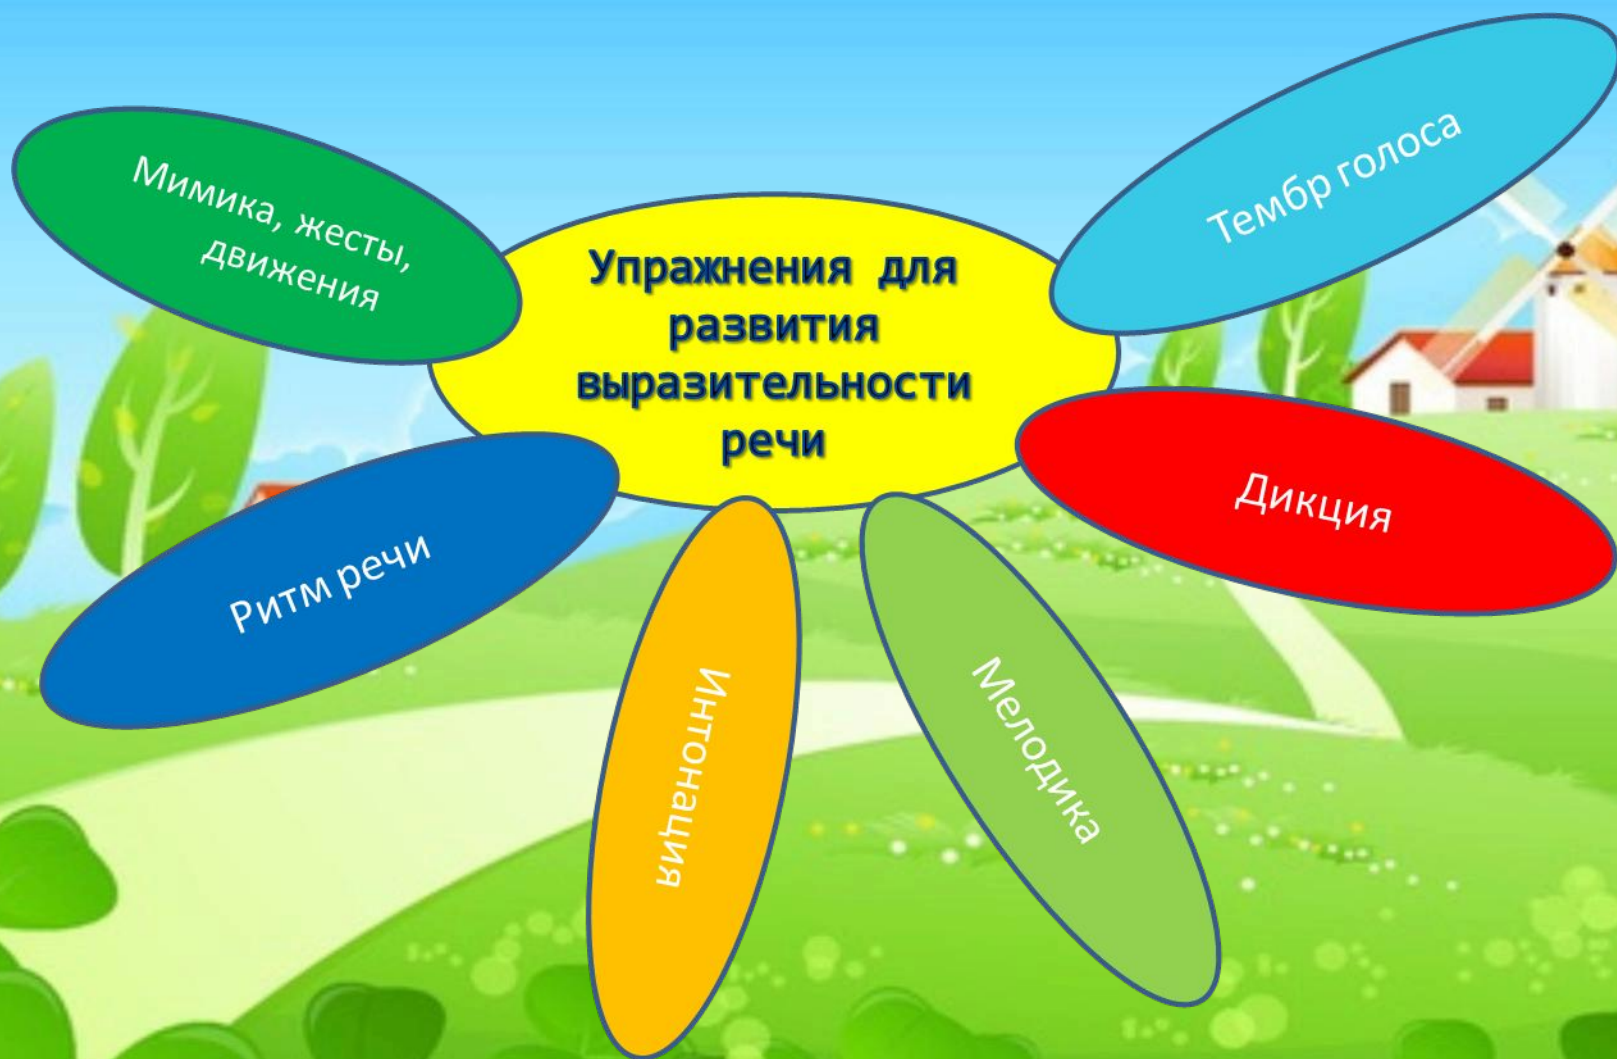 Упражнения для
развития
выразительности
речи
Мимика, жесты,
движения
Ритм речи
Интонация
Мелодика
Дикция
Тембр голоса